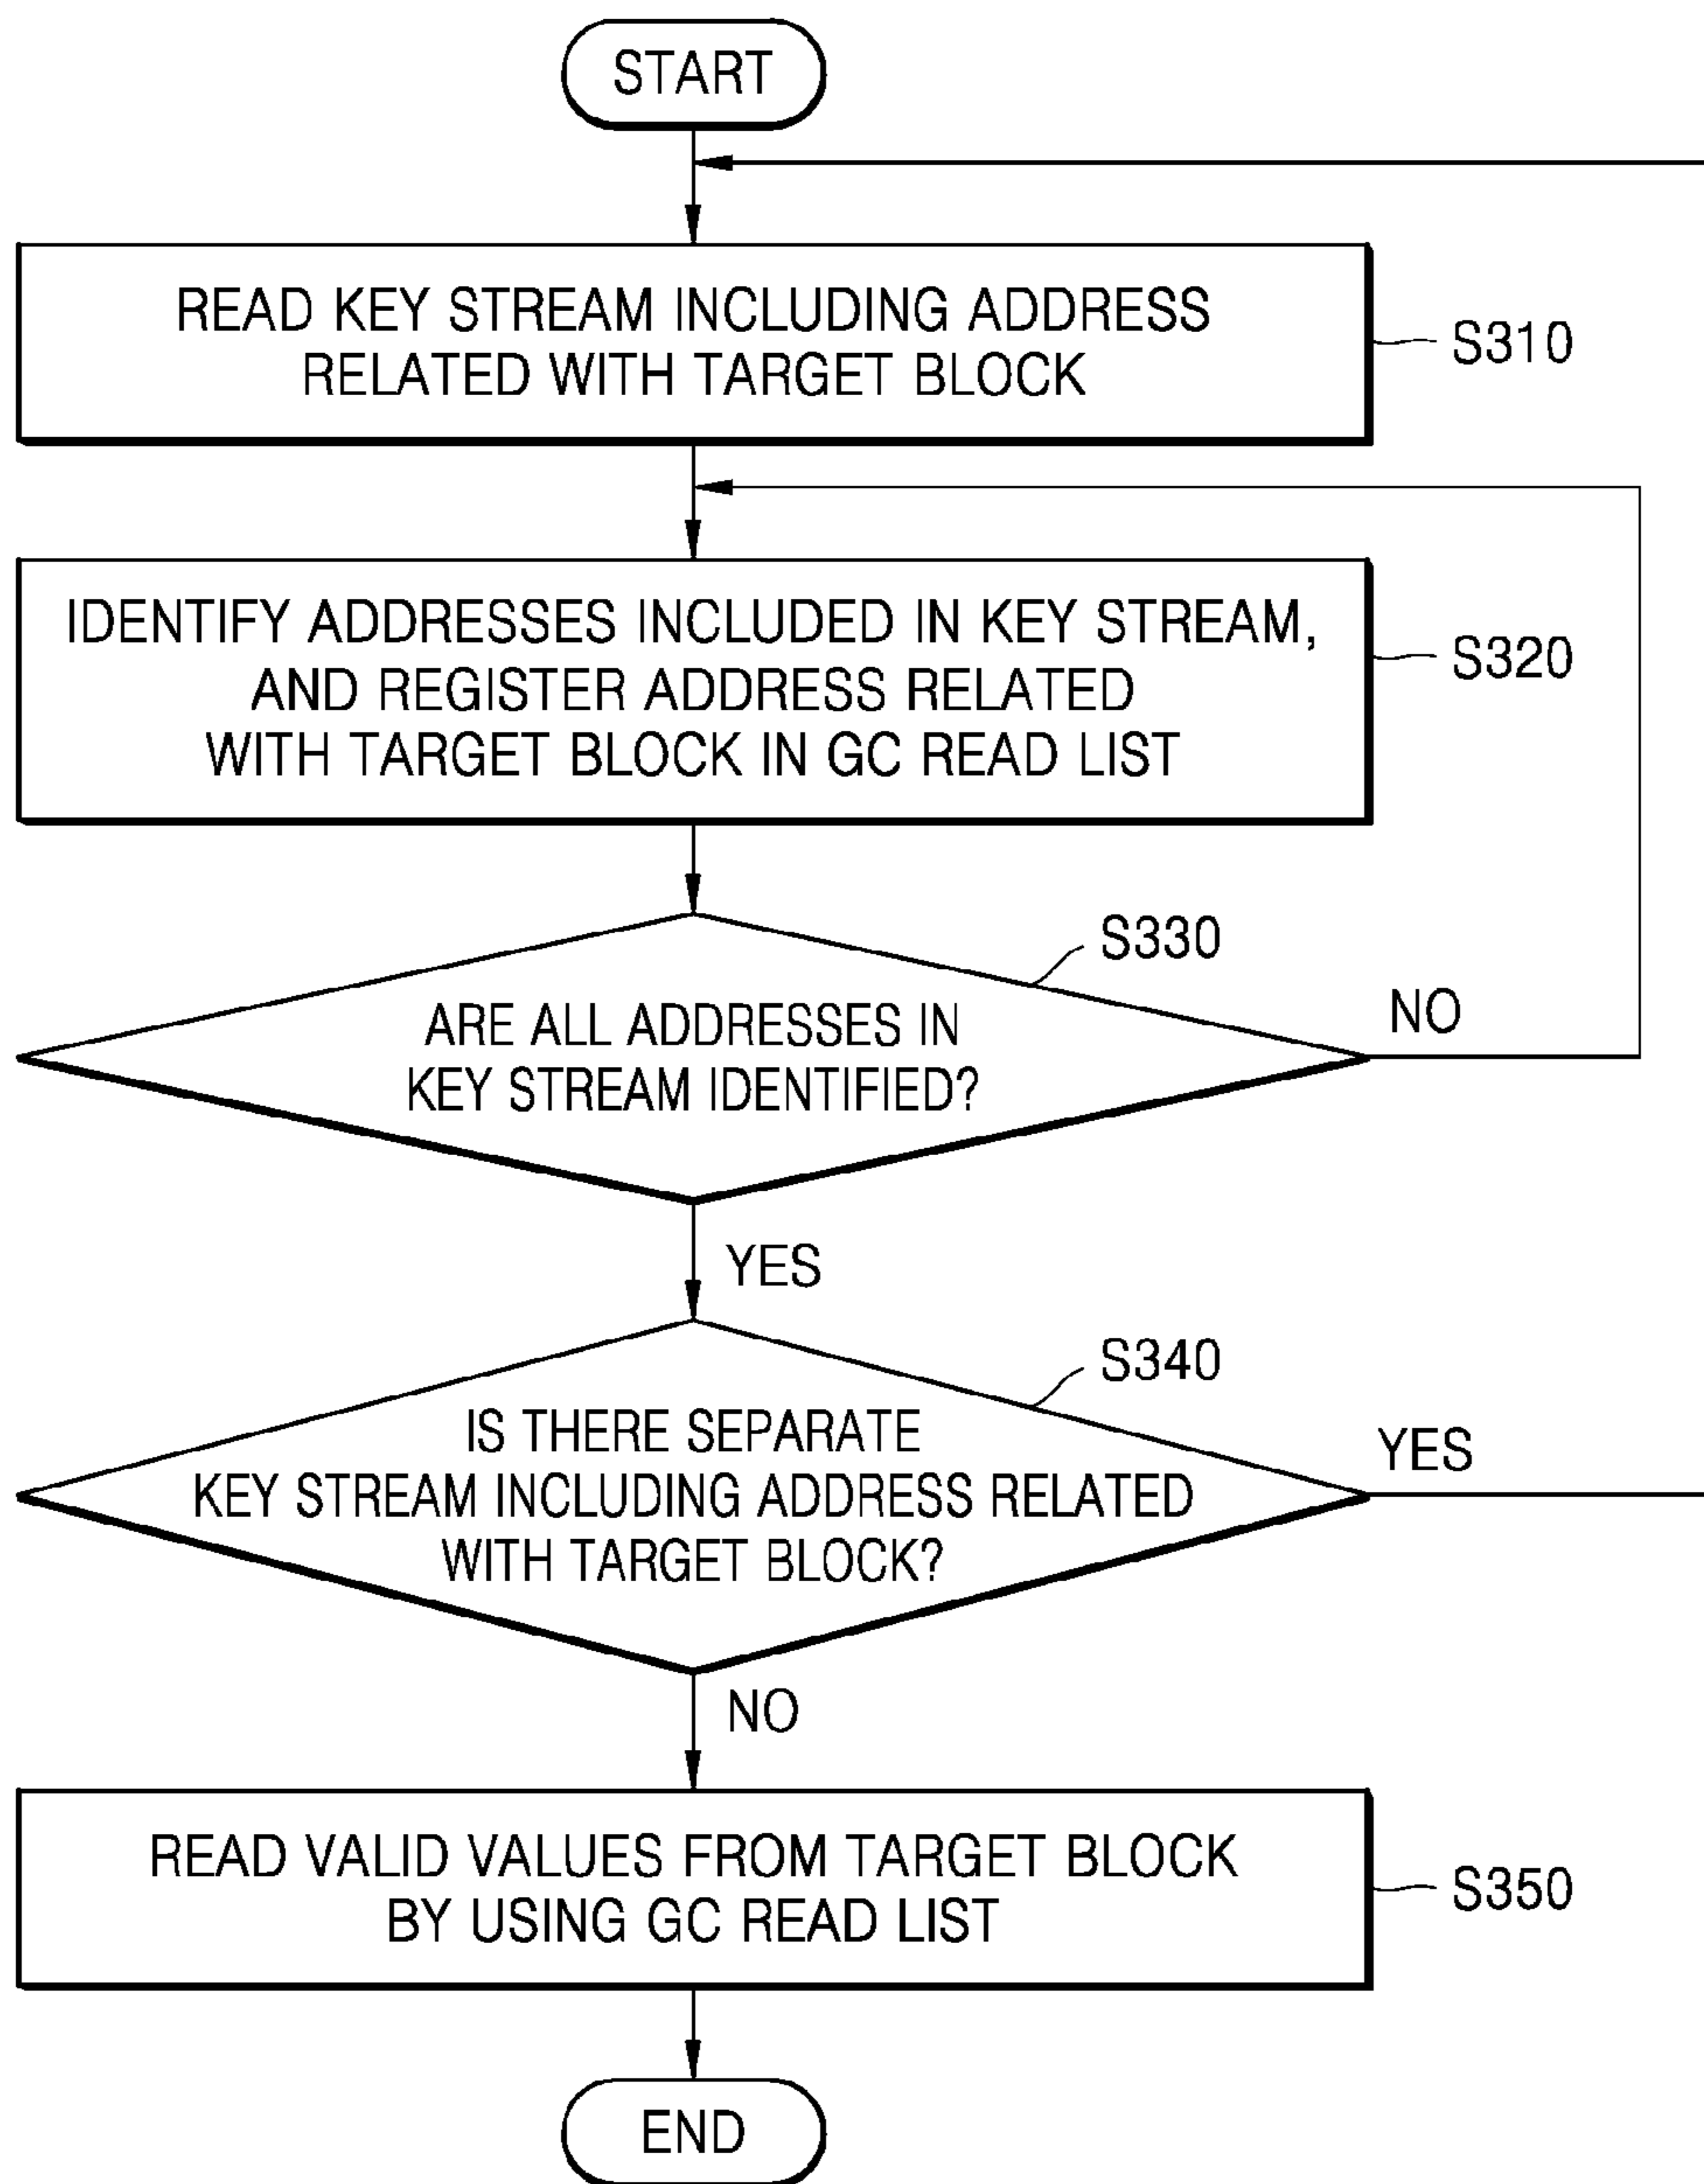 START
READ KEY STREAM INCLUDING ADDRESS
RELATED WITH TARGET BLOCK
S310
IDENTIFY ADDRESSES INCLUDED IN KEY STREAM,
AND REGISTER ADDRESS RELATED
WITH TARGET BLOCK IN GC READ LIST
S320
S330
ARE ALL ADDRESSES IN
KEY STREAM IDENTIFIED?
NO
YES
S340
IS THERE SEPARATE
KEY STREAM INCLUDING ADDRESS RELATED
WITH TARGET BLOCK?
YES
NO
READ VALID VALUES FROM TARGET BLOCK
BY USING GC READ LIST
S350
END